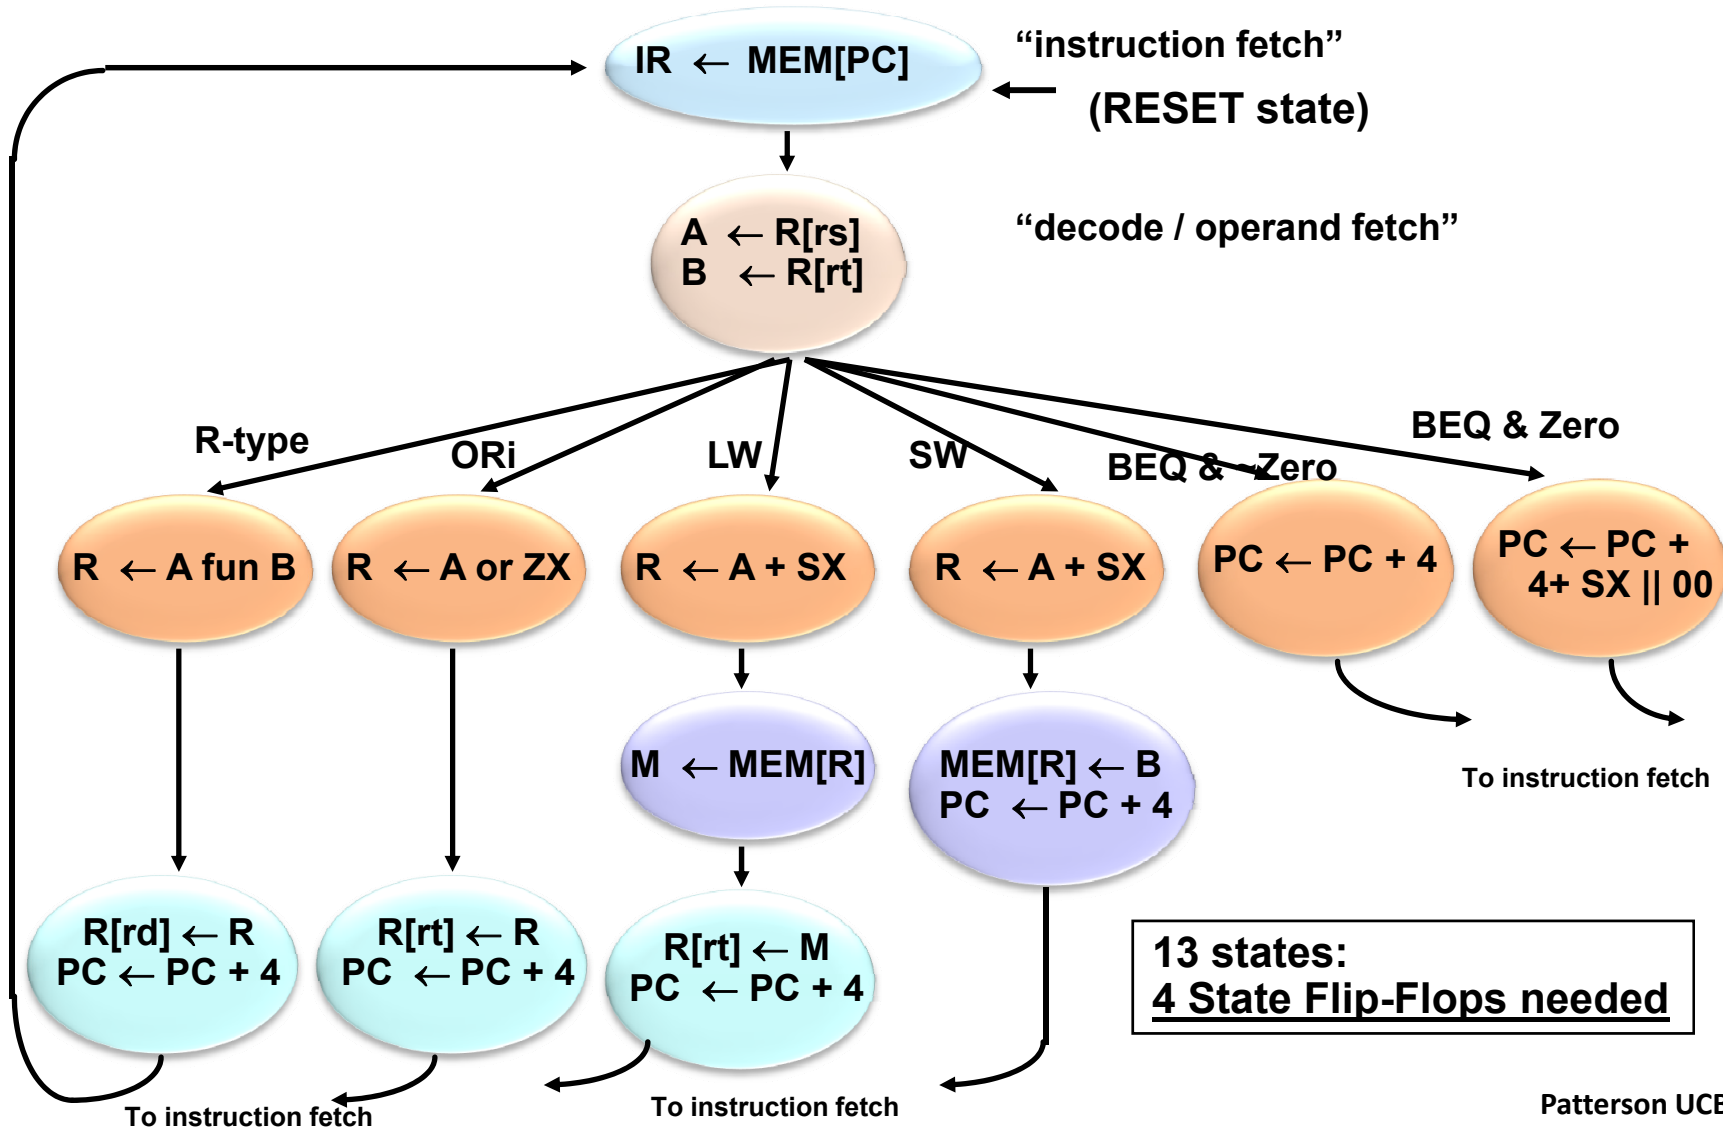 IR ← MEM[PC]
“instruction fetch”
(RESET state)
A ← R[rs]
B ← R[rt]
“decode / operand fetch”
R-type
ORi
LW
SW
BEQ & ~Zero
BEQ & Zero
R ← A fun B
R ← A or ZX
R ← A + SX
R ← A + SX
PC ← PC + 4
PC ← PC +
4+ SX || 00
M ← MEM[R]
MEM[R] ← B
PC ← PC + 4
To instruction fetch
R[rd] ← R
PC ← PC + 4
R[rt] ← R
PC ← PC + 4
R[rt] ← M
PC ← PC + 4
13 states:
4 State Flip-Flops needed
To instruction fetch
To instruction fetch
Patterson UCB